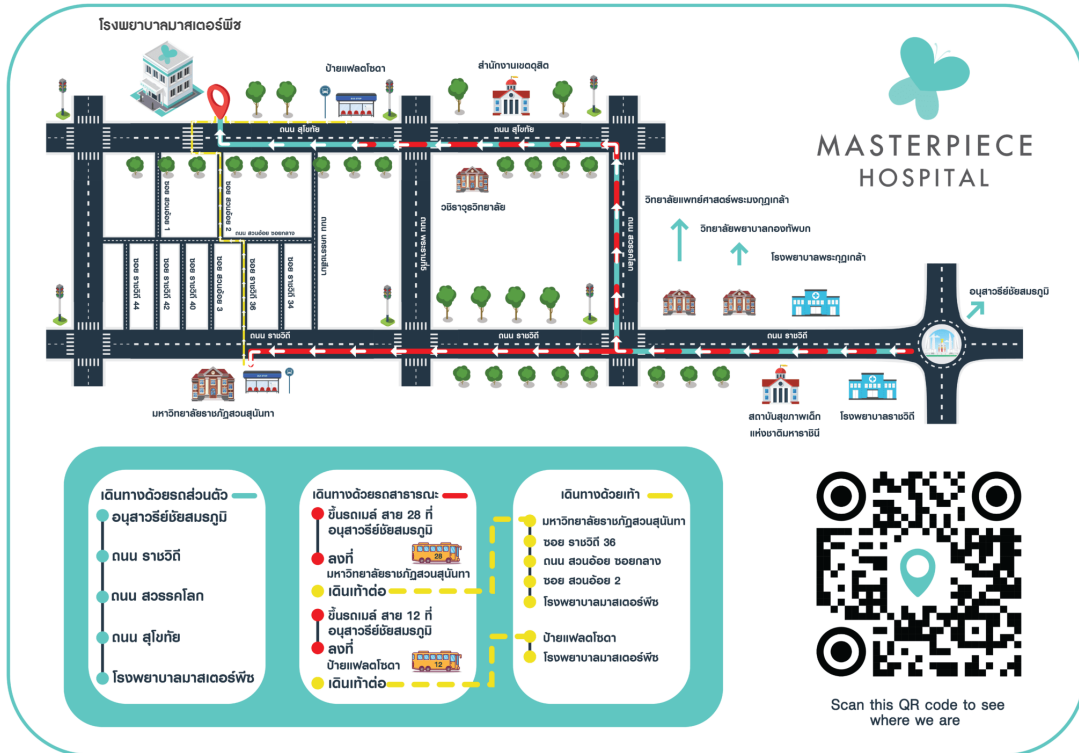 โรงพยาบาลมาสเตอร์พีช
ป้ายแฟลตโซดา
สำนักงานเขตดุสิต
ถนน สุโขทัย
ถนน สุโขทัย
MASTERPIECE
HOSPITAL
วชิราวุธวิทยาลัย
วิทยาลัยแพทย์ศาสตร์พระมงกุฎเกล้า
วิทยาลัยพยาบาลกองทัพบก
โรงพยาบาลพระกุฎเกล้า
อนุสาวรีย์ชัยสมรภูมิ
ซอย สวนอ้อย 1
ซอย สวนอ้อย 2
ถนน สวนอ้อย ซอยกลาง
ถนน นครราชสีมา
ถนน พระรามที่5
ถนน สวรรคโลก
ซอย ราชวิถี 44
ซอย ราชวิถี 42
ซอย ราชวิถี 40
ซอย สวนอ้อย 3
ซอย ราชวิถี 36
ซอย ราชวิถี 34
ถนน ราชวิถี
ถนน ราชวิถี
ถนน ราชวิถี
มหาวิทยาลัยราชภัฏสวนสุนันทา
สถาบันสุขภาพเด็ก
แห่งชาติมหาราชินี
โรงพยาบาลราชวิถี
เดินทางด้วยรถส่วนตัว
อนุสาวรีย์ชัยสมรภูมิ
ถนน ราชวิถี
ถนน สวรรคโลก
ถนน สุโขทัย
โรงพยาบาลมาสเตอร์พีช
เดินทางด้วยรถสาธารณะ
ขึ้นรถเมล์ สาย 28 ที่
อนุสาวรีย์ชัยสมรภูมิ
ลงที่
28
มหาวิทยาลัยราชภัฏสวนสุนันทา
เดินเท้าต่อ
ขึ้นรถเมล์ สาย 12 ที่
อนุสาวรีย์ชัยสมรภูมิ
ลงที่
12
ป้ายแฟลตโซดา
เดินเท้าต่อ
เดินทางด้วยเท้า
มหาวิทยาลัยราชภัฏสวนสุนันทา
ซอย ราชวิถี 36
ถนน สวนอ้อย ซอยกลาง
ซอย สวนอ้อย 2
โรงพยาบาลมาสเตอร์พีช
ป้ายแฟลตโซดา
โรงพยาบาลมาสเตอร์พีช
Scan this QR code to see
where we are